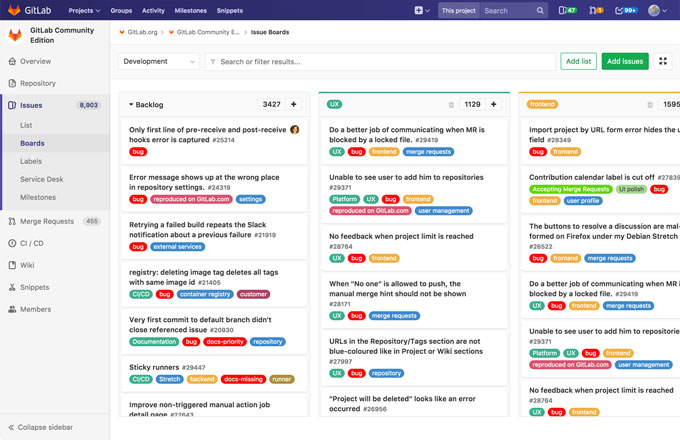 GitLab Projects Groups Activity Milestones Snippets This project Search 47 1 99+
GitLab Community
Edition
GitLab.org > GitLab Community E... > Issue Boards
Overview
Repository
Issues 8,903
List
Boards
Labels
Service Desk
Milestones
Merge Requests 455
CI / CD
Wiki
Snippets
Members
Collapse sidebar
Development Search or filter results... Add list Add issues
Backlog 3427 +
Only first line of pre-receive and post-receive
hooks error is captured #25214
bug
Error message shows up at the wrong place
in repository settings. #24319
bug reproduced on GitLab.com settings
Retrying a failed build repeats the Slack
notification about a previous failure #21919
bug external services
registry: deleting image tag deletes all tags
with same image id #21405
CI/CD bug container registry customer
Very first commit to default branch didn't
close referenced issue #20930
Documentation bug docs-priority repository
Sticky runners #29447
CI/CD Stretch backend docs-missing runner
Improve non-triggered manual action job
detail page #22643
UX 1129 +
Do a better job of communicating when MR is
blocked by a locked file. #29419
UX bug frontend merge requests
Unable to see user to add him to repositories
#29371
Platform UX bug frontend
reproduced on GitLab.com user management
No feedback when project limit is reached
#28764
UX bug frontend
When "No one" is allowed to push, the
manual merge hint should not be shown
#28171
UX bug merge requests
URLs in the Repository/Tags section are not
blue-coloured like in Project or Wiki sections
#27997
UX bug repository
"Project will be deleted" looks like an error
occurred #26956
frontend 1595
Import project by URL form error hides the u
field #28349
bug frontend
Contribution calendar label is cut off #2783
Accepting Merge Requests UI polish bug
frontend user profile
The buttons to resolve a discussion are mal-
formed on Firefox under my Debian Stretch
#26522
bug frontend merge requests
Do a better job of communicating when MR i
blocked by a locked file. #29419
UX bug frontend merge requests
Unable to see user to add him to repositorie
#29371
Platform UX bug frontend
reproduced on GitLab.com user management
No feedback when project limit is reached
#28764
UX bug frontend